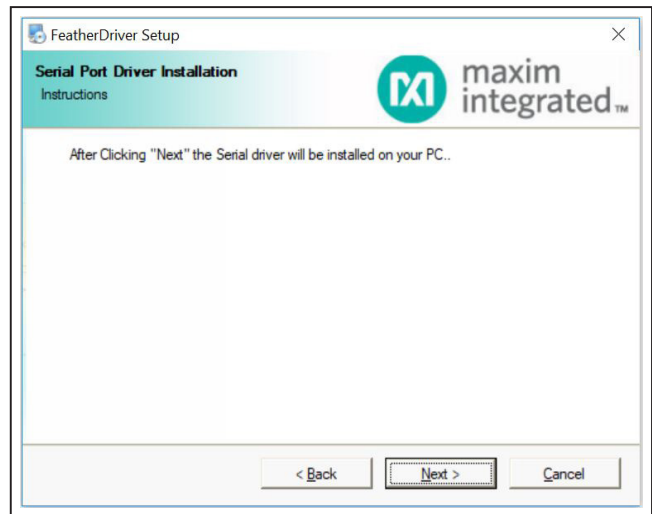 FeatherDriver Setup
Serial Port Driver Installation
Instructions
maxim
integrated™
After Clicking "Next" the Serial driver will be installed on your PC..
< Back
Next >
Cancel